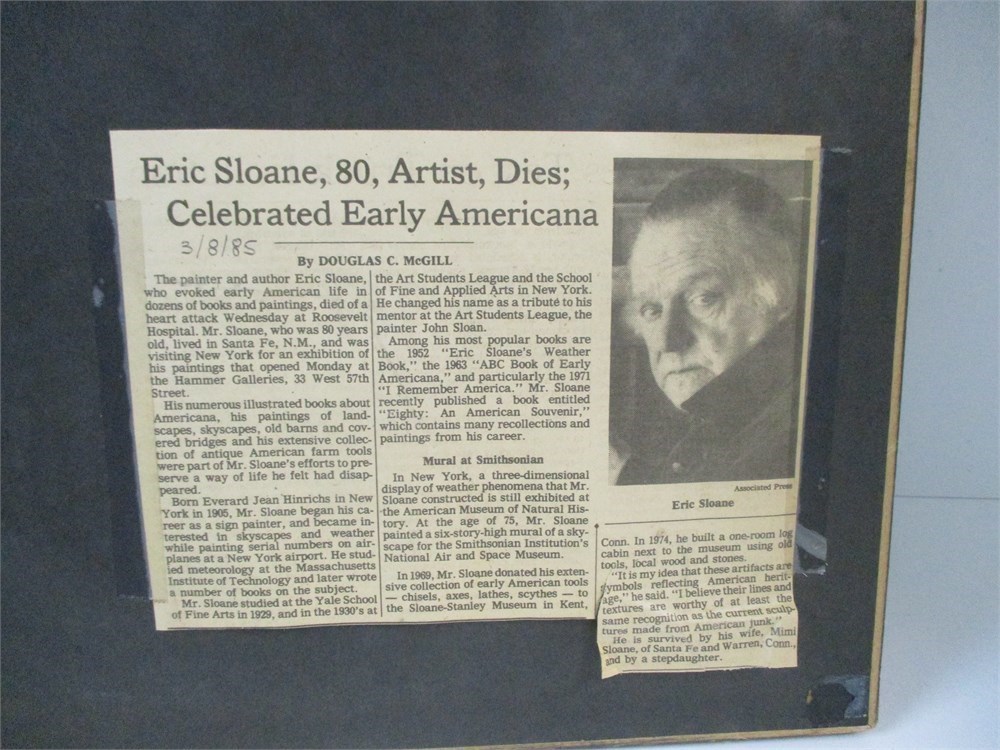 Eric Sloane, 80, Artist, Dies;
Celebrated Early Americana
3/8/85
By DOUGLAS C. McGILL
The painter and author Eric Sloane,
who evoked early American life in
dozens of books and paintings, died of a
heart attack Wednesday at Roosevelt
Hospital. Mr. Sloane, who was 80 years
old, lived in Santa Fe, N.M., and was
visiting New York for an exhibition of
his paintings that opened Monday at
the Hammer Galleries, 33 West 57th
Street.
His numerous illustrated books about
Americana, his paintings of land-
scapes, skyscapes, old barns and cov-
ered bridges and his extensive collec-
tion of antique American farm tools
were part of Mr. Sloane's efforts to pre-
serve a way of life he felt had disap-
peared.
Born Everard Jean Hinrichs in New
York in 1905, Mr. Sloane began his ca-
reer as a sign painter, and became in-
terested in skyscapes and weather
while painting serial numbers on air-
planes at a New York airport. He stud-
ied meteorology at the Massachusetts
Institute of Technology and later wrote
a number of books on the subject.
Mr. Sloane studied at the Yale School
of Fine Arts in 1929, and in the 1930's at
the Art Students League and the School
of Fine and Applied Arts in New York.
He changed his name as a tribute to his
mentor at the Art Students League, the
painter John Sloan.
Among his most popular books are
the 1952 "Eric Sloane's Weather
Book," the 1963 "ABC Book of Early
Americana," and particularly the 1971
"I Remember America." Mr. Sloane
recently published a book entitled
"Eighty: An American Souvenir,"
which contains many recollections and
paintings from his career.
Mural at Smithsonian
In New York, a three-dimensional
display of weather phenomena that Mr.
Sloane constructed is still exhibited at
the American Museum of Natural His-
tory. At the age of 75, Mr. Sloane
painted a six-story-high mural of a sky-
scape for the Smithsonian Institution's
National Air and Space Museum.
In 1969, Mr. Sloane donated his exten-
sive collection of early American tools
— chisels, axes, lathes, scythes — to
the Sloane-Stanley Museum in Kent,
Associated Press
Eric Sloane
Conn. In 1974, he built a one-room log
cabin next to the museum using old
tools, local wood and stones.
"It is my idea that these artifacts are
symbols reflecting American herit-
age," he said. "I believe their lines and
textures are worthy of at least the
same recognition as the current sculp-
tures made from American junk."
He is survived by his wife, Mimi
Sloane, of Santa Fe and Warren, Conn.,
and by a stepdaughter.